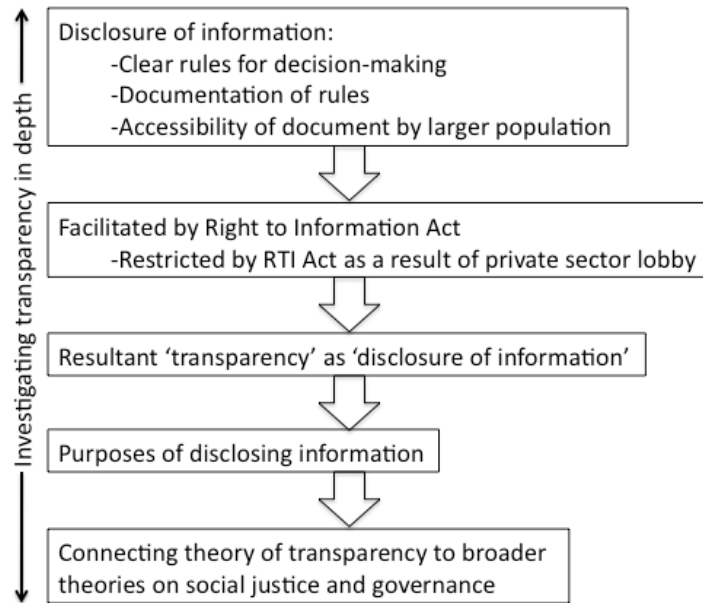 Investigating transparency in depth
Disclosure of information:
-Clear rules for decision-making
-Documentation of rules
-Accessibility of document by larger population
Facilitated by Right to Information Act
-Restricted by RTI Act as a result of private sector lobby
Resultant ‘transparency’ as ‘disclosure of information’
Purposes of disclosing information
Connecting theory of transparency to broader
theories on social justice and governance